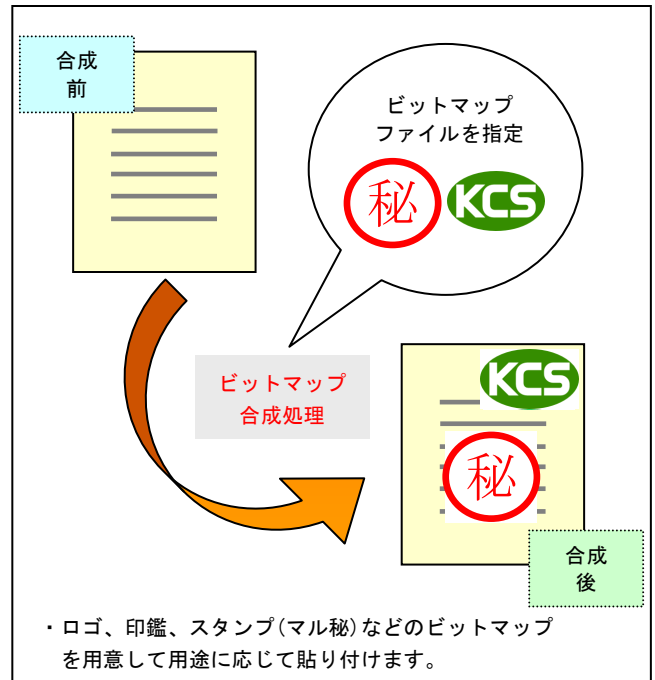 合成
前
ビットマップ
ファイルを指定
秘 KCS
ビットマップ
合成処理
KCS
秘
合成
後
・ロゴ、印鑑、スタンプ(マル秘)などのビットマップ
を用意して用途に応じて貼り付けます。